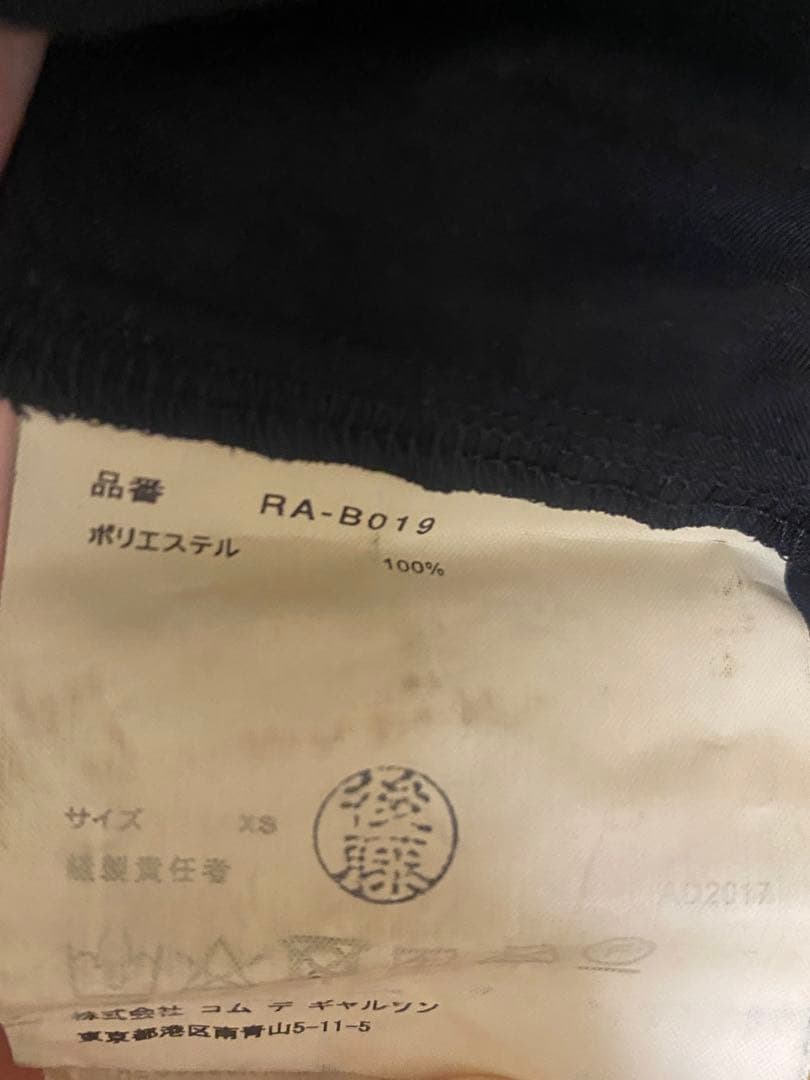 品番 RA-B019
ポリエステル 100%
サイズ XS
縫製責任者 後藤
AD2017
株式会社 コム デ ギャルソン
東京都港区南青山5-11-5